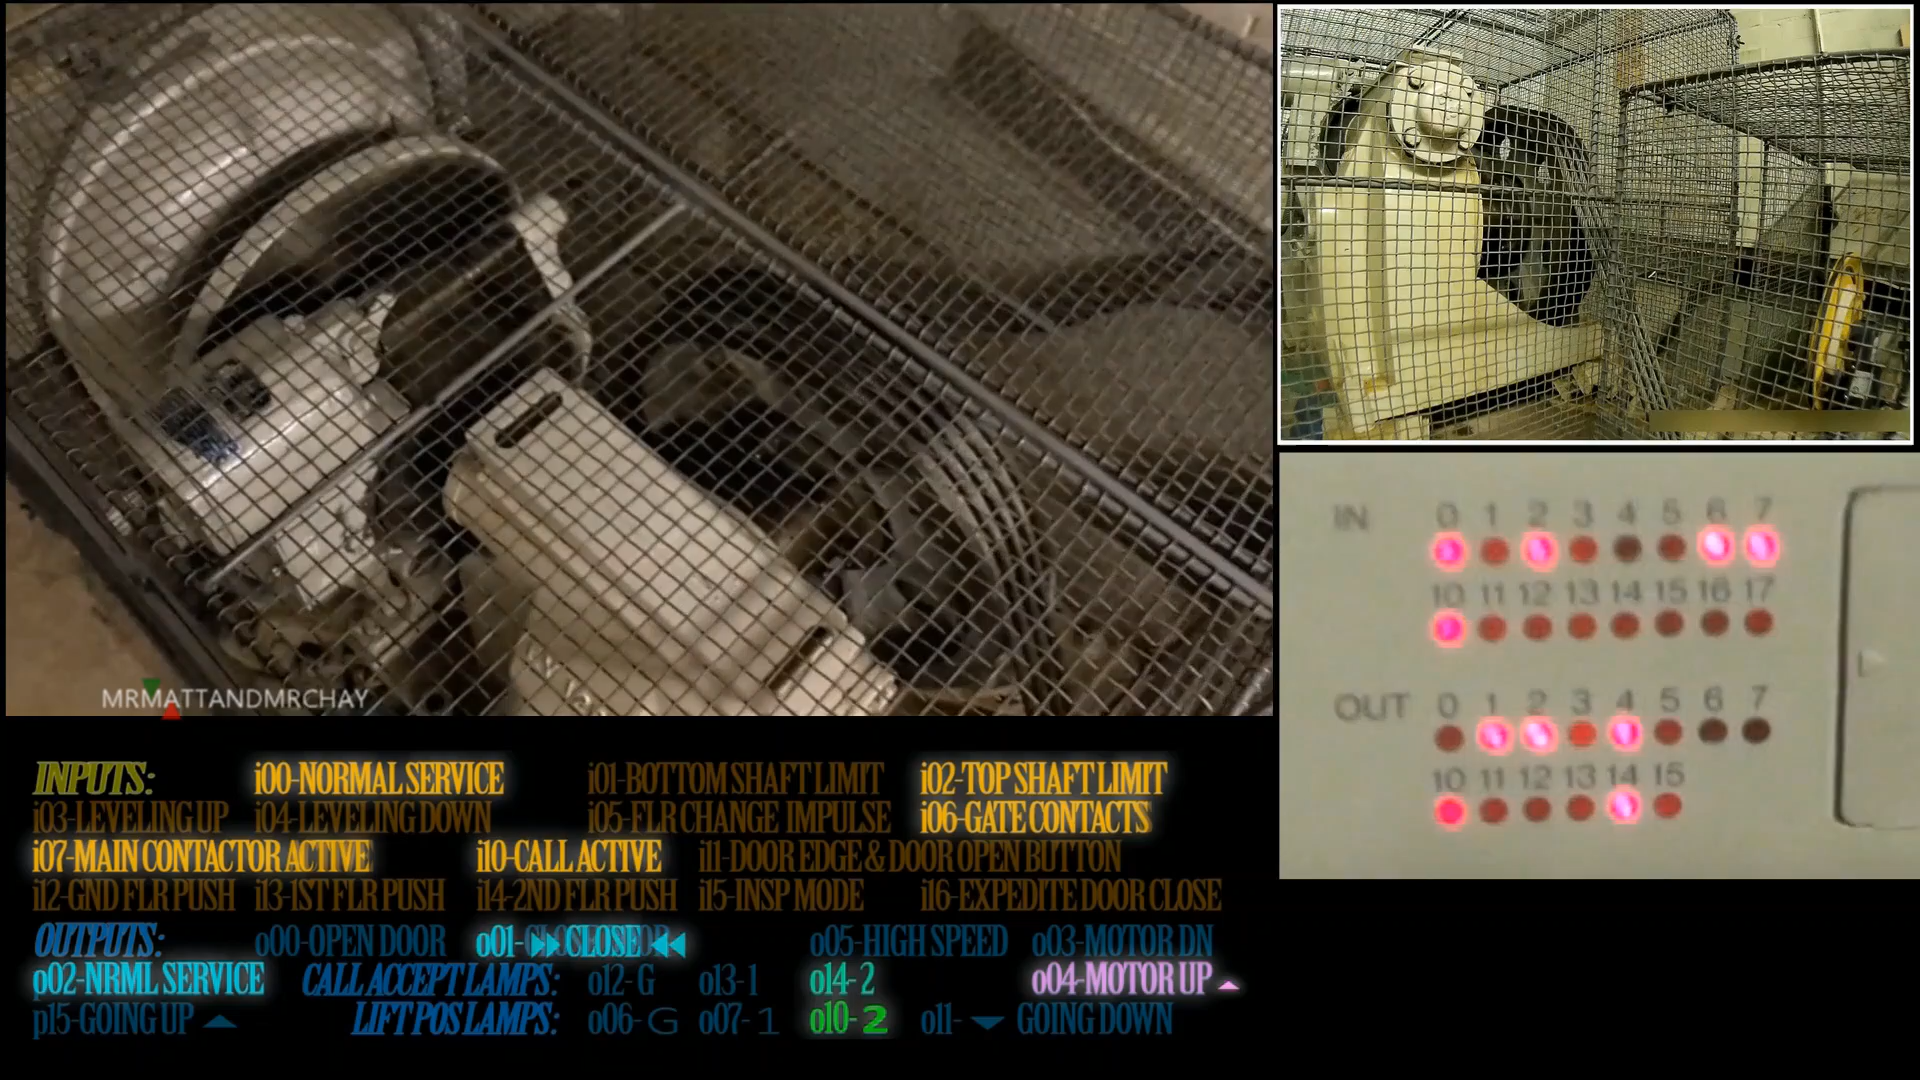 MRMATTANDMRCHAY
IN 0 1 2 3 4 5 6 7
10 11 12 13 14 15 16 17
OUT 0 1 2 3 4 5 6 7
10 11 12 13 14 15
INPUTS: i00-NORMAL SERVICE i01-BOTTOM SHAFT LIMIT i02-TOP SHAFT LIMIT
i03-LEVELING UP i04-LEVELING DOWN i05-FLR CHANGE IMPULSE i06-GATE CONTACTS
i07-MAIN CONTACTOR ACTIVE i10-CALL ACTIVE i11-DOOR EDGE & DOOR OPEN BUTTON
i12-GND FLR PUSH i13-1ST FLR PUSH i14-2ND FLR PUSH i15-INSP MODE i16-EXPEDITE DOOR CLOSE
OUTPUTS: o00-OPEN DOOR o01-CLOSE o05-HIGH SPEED o03-MOTOR DN
o02-NRML SERVICE CALL ACCEPT LAMPS: o12-G o13-1 o14-2 o04-MOTOR UP
p15-GOING UP LIFT POS LAMPS: o06-G o07-1 o10-2 o11- GOING DOWN